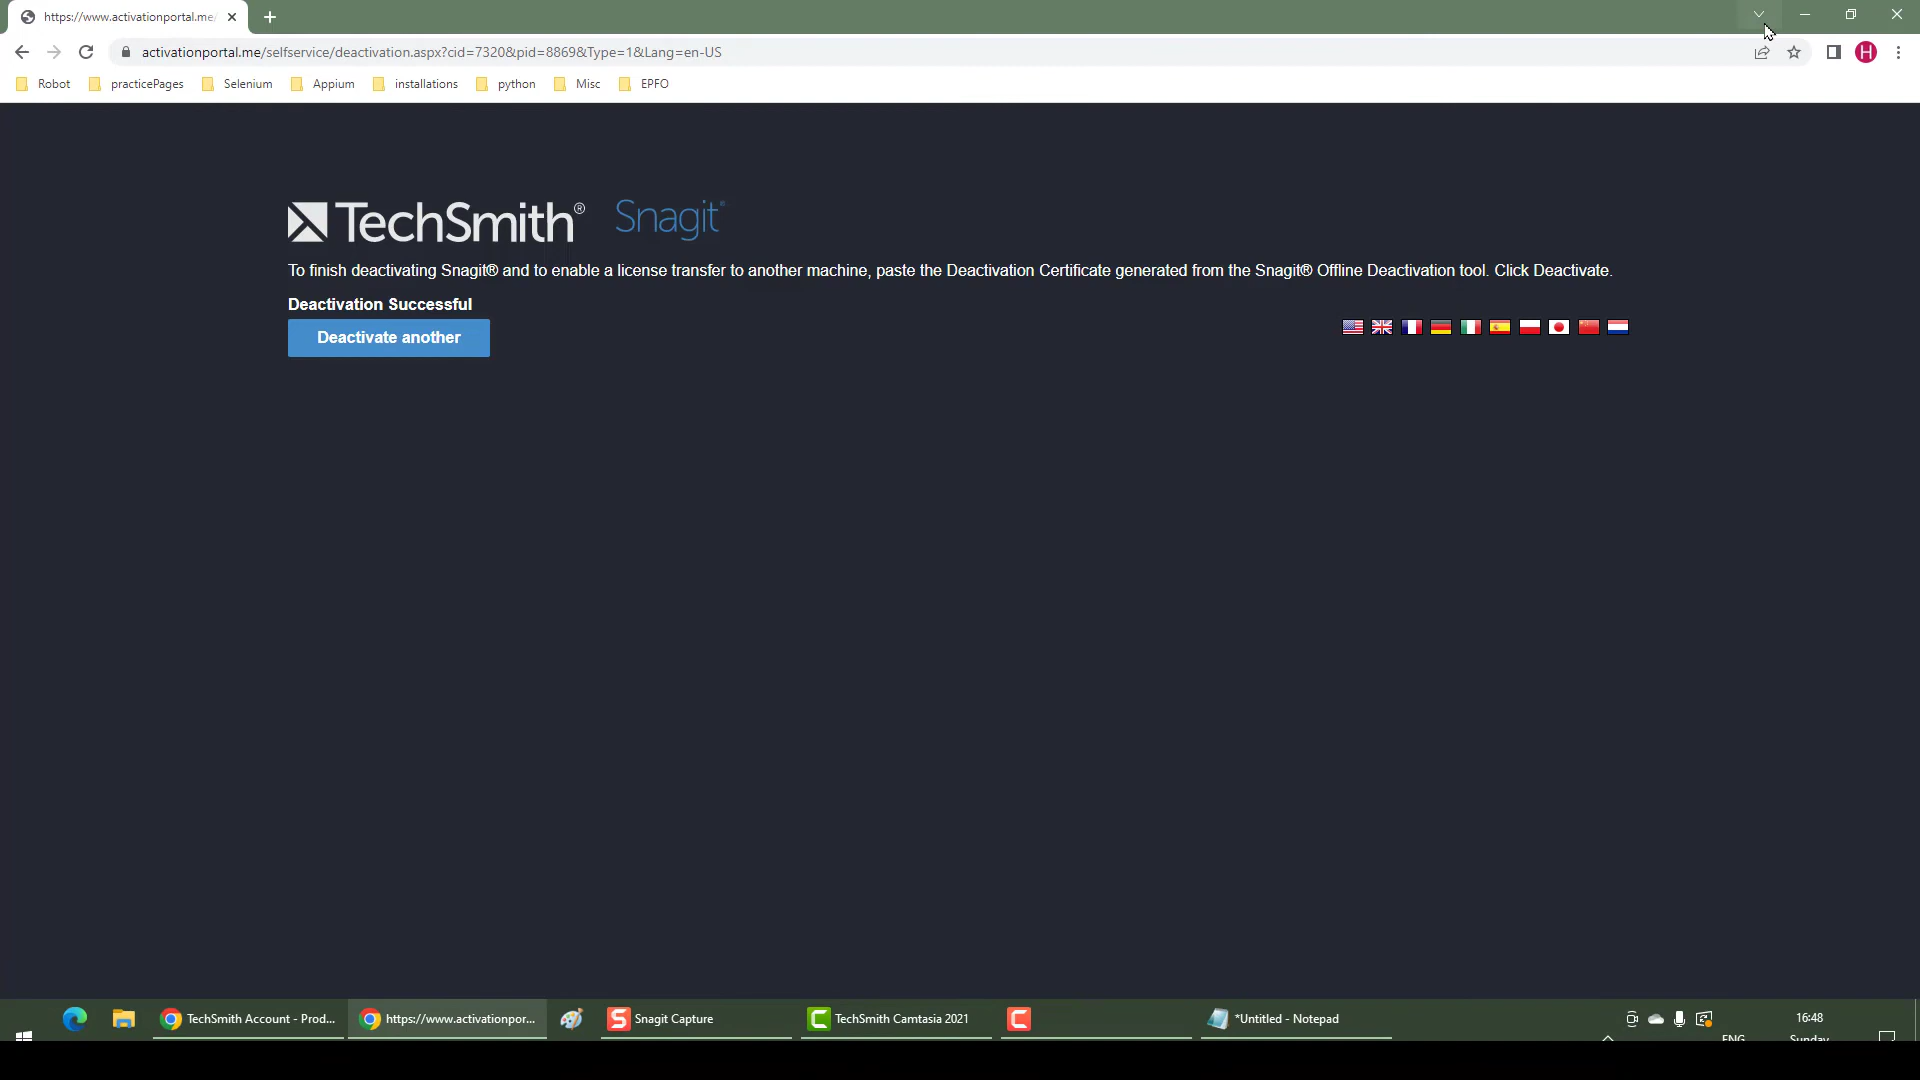 https://www.activationportal.me/
activationportal.me/selfservice/deactivation.aspx?cid=7320&pid=8869&Type=1&Lang=en-US
H
Robot practicePages Selenium Appium installations python Misc EPFO
TechSmith® Snagit®
To finish deactivating Snagit® and to enable a license transfer to another machine, paste the Deactivation Certificate generated from the Snagit® Offline Deactivation tool. Click Deactivate.
Deactivation Successful
Deactivate another
TechSmith Account - Prod... https://www.activationpor... S Snagit Capture C TechSmith Camtasia 2021 C *Untitled - Notepad 16:48
ENG Sunday